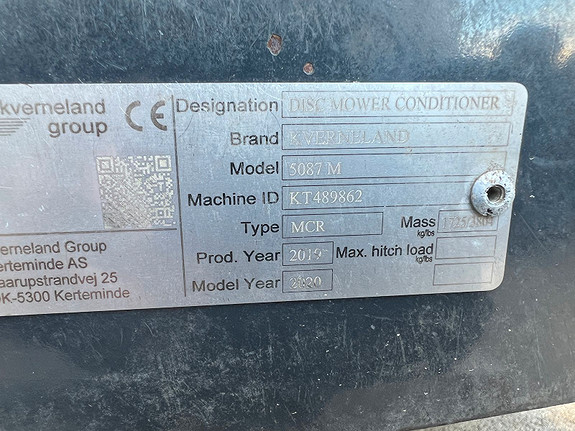 kverneland
group
CE
Designation DISC MOWER CONDITIONER
Brand KVERNELAND
Model 5087 M
Machine ID KT489862
Type MCR Mass kg/lbs
Prod. Year 2019 Max. hitch load kg/lbs
Model Year 2020
verneland Group
erteminde AS
aarupstrandvej 25
K-5300 Kerteminde